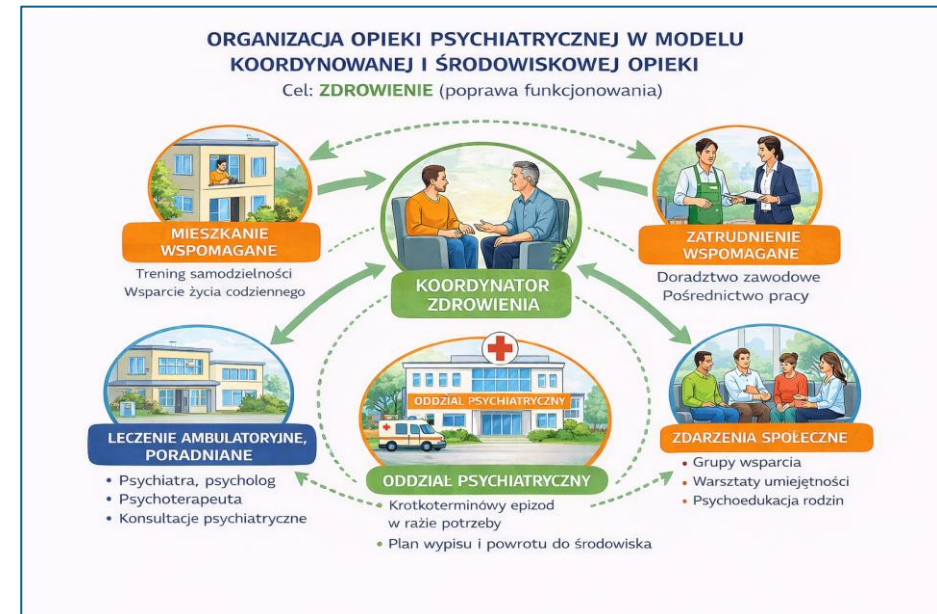 ORGANIZACJA OPIEKI PSYCHIATRYCZNEJ W MODELU
KOORDYNOWANEJ I ŚRODOWISKOWEJ OPIEKI
Cel: ZDROWIENIE (poprawa funkcjonowania)
MIESZKANIE
WSPOMAGANE
Trening samodzielności
Wsparcie życia codziennego
KOORDYNATOR
ZDROWIENIA
ZATRUDNIENIE
WSPOMAGANE
Doradztwo zawodowe
Pośrednictwo pracy
LECZENIE AMBULATORYJNE,
PORADNIANE
• Psychiatra, psycholog
• Psychoterapeuta
• Konsultacje psychiatryczne
ODDZIAŁ PSYCHIATRYCZNY
ODDZIAŁ PSYCHIATRYCZNY
• Krotkoterminówy epizod
w rażie potrzeby
• Plan wypisu i powrotu do środowiska
ZDARZENIA SPOŁECZNE
• Grupy wsparcia
• Warsztaty umiejętności
• Psychoedukacja rodzin